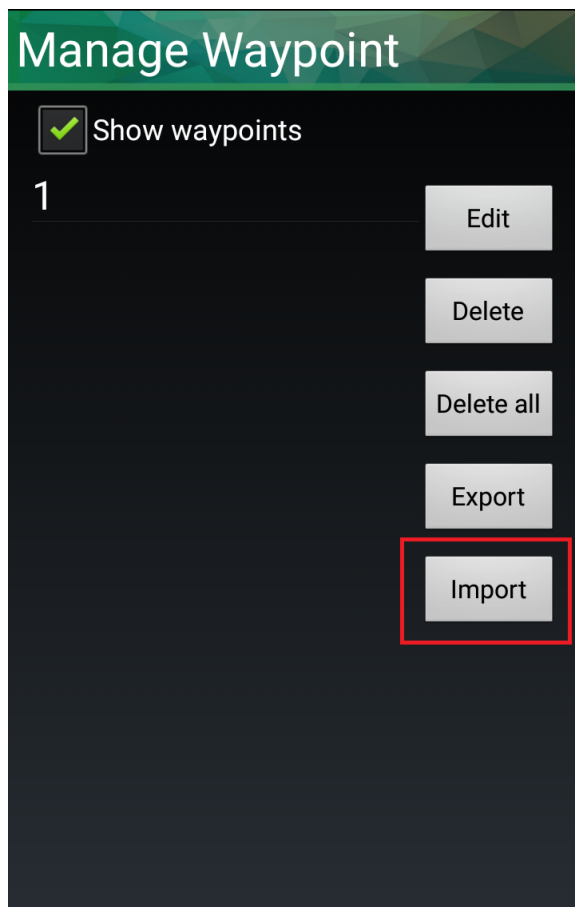 Manage Waypoint
Show waypoints
1
Edit
Delete
Delete all
Export
Import